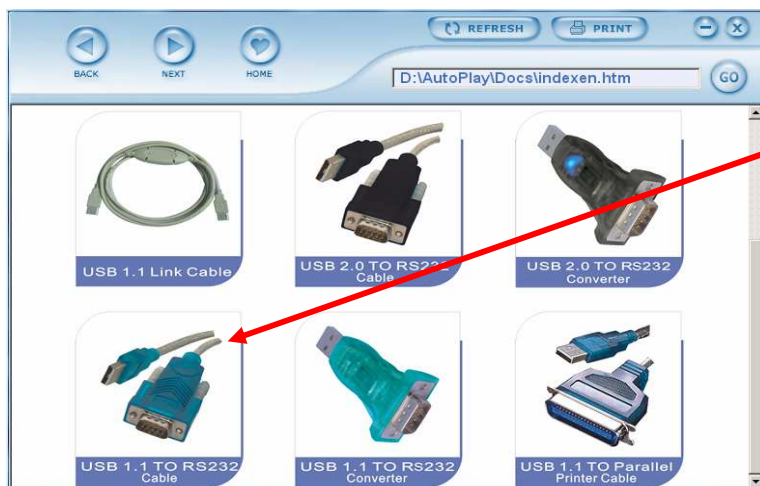 REFRESH PRINT
BACK NEXT HOME
D:\AutoPlay\Docs\indexen.htm GO
USB 1.1 Link Cable
USB 2.0 TO RS232
Cable
USB 2.0 TO RS232
Converter
USB 1.1 TO RS232
Cable
USB 1.1 TO RS232
Converter
USB 1.1 TO Parallel
Printer Cable